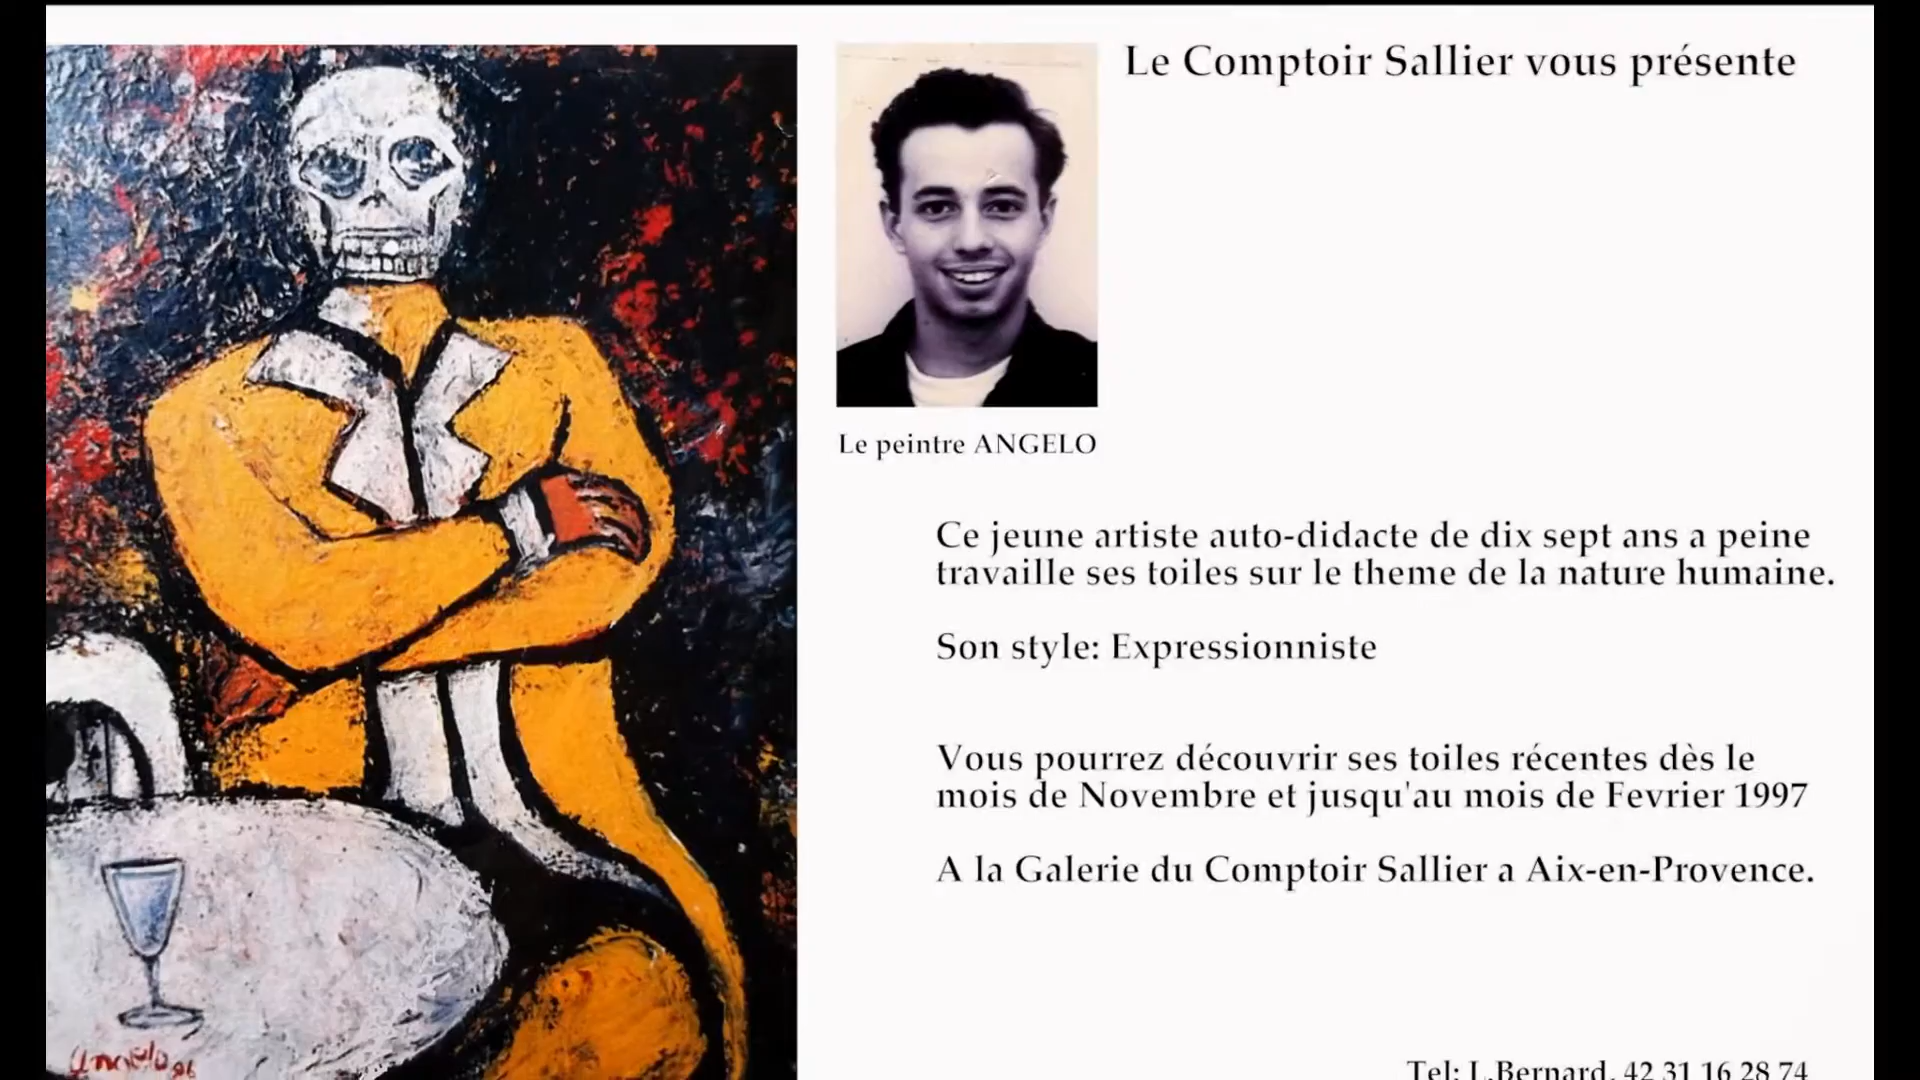 Le Comptoir Sallier vous présente
Le peintre ANGELO
Ce jeune artiste auto-didacte de dix sept ans a peine
travaille ses toiles sur le theme de la nature humaine.
Son style: Expressionniste
Vous pourrez découvrir ses toiles récentes dès le
mois de Novembre et jusqu'au mois de Fevrier 1997
A la Galerie du Comptoir Sallier a Aix-en-Provence.
Angelo 96
Tel: L.Bernard. 42 31 16 28 74